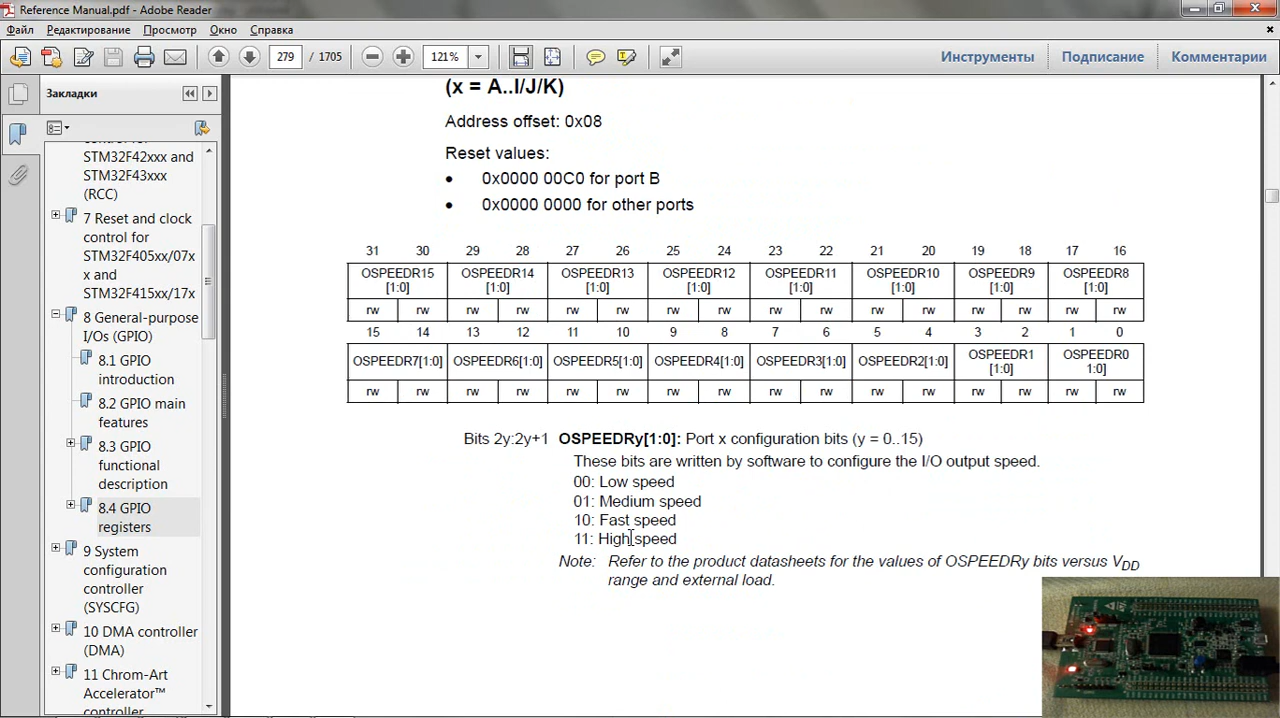 Reference Manual.pdf - Adobe Reader
Файл Редактирование Просмотр Окно Справка
279 / 1705 121% Инструменты Подписание Комментарии
Закладки
STM32F42xxx and
STM32F43xxx
(RCC)
7 Reset and clock
control for
STM32F405xx/07x
x and
STM32F415xx/17x
8 General-purpose
I/Os (GPIO)
8.1 GPIO
introduction
8.2 GPIO main
features
8.3 GPIO
functional
description
8.4 GPIO
registers
9 System
configuration
controller
(SYSCFG)
10 DMA controller
(DMA)
11 Chrom-Art
Accelerator™
controller
(x = A..I/J/K)
Address offset: 0x08
Reset values:
• 0x0000 00C0 for port B
• 0x0000 0000 for other ports
31 30 29 28 27 26 25 24 23 22 21 20 19 18 17 16
OSPEEDR15 OSPEEDR14 OSPEEDR13 OSPEEDR12 OSPEEDR11 OSPEEDR10 OSPEEDR9 OSPEEDR8
[1:0] [1:0] [1:0] [1:0] [1:0] [1:0] [1:0] [1:0]
rw rw rw rw rw rw rw rw rw rw rw rw rw rw rw rw
15 14 13 12 11 10 9 8 7 6 5 4 3 2 1 0
OSPEEDR7[1:0] OSPEEDR6[1:0] OSPEEDR5[1:0] OSPEEDR4[1:0] OSPEEDR3[1:0] OSPEEDR2[1:0] OSPEEDR1 OSPEEDR0
[1:0] 1:0]
rw rw rw rw rw rw rw rw rw rw rw rw rw rw rw rw
Bits 2y:2y+1 OSPEEDRy[1:0]: Port x configuration bits (y = 0..15)
These bits are written by software to configure the I/O output speed.
00: Low speed
01: Medium speed
10: Fast speed
11: High speed
Note: Refer to the product datasheets for the values of OSPEEDRy bits versus VDD
range and external load.